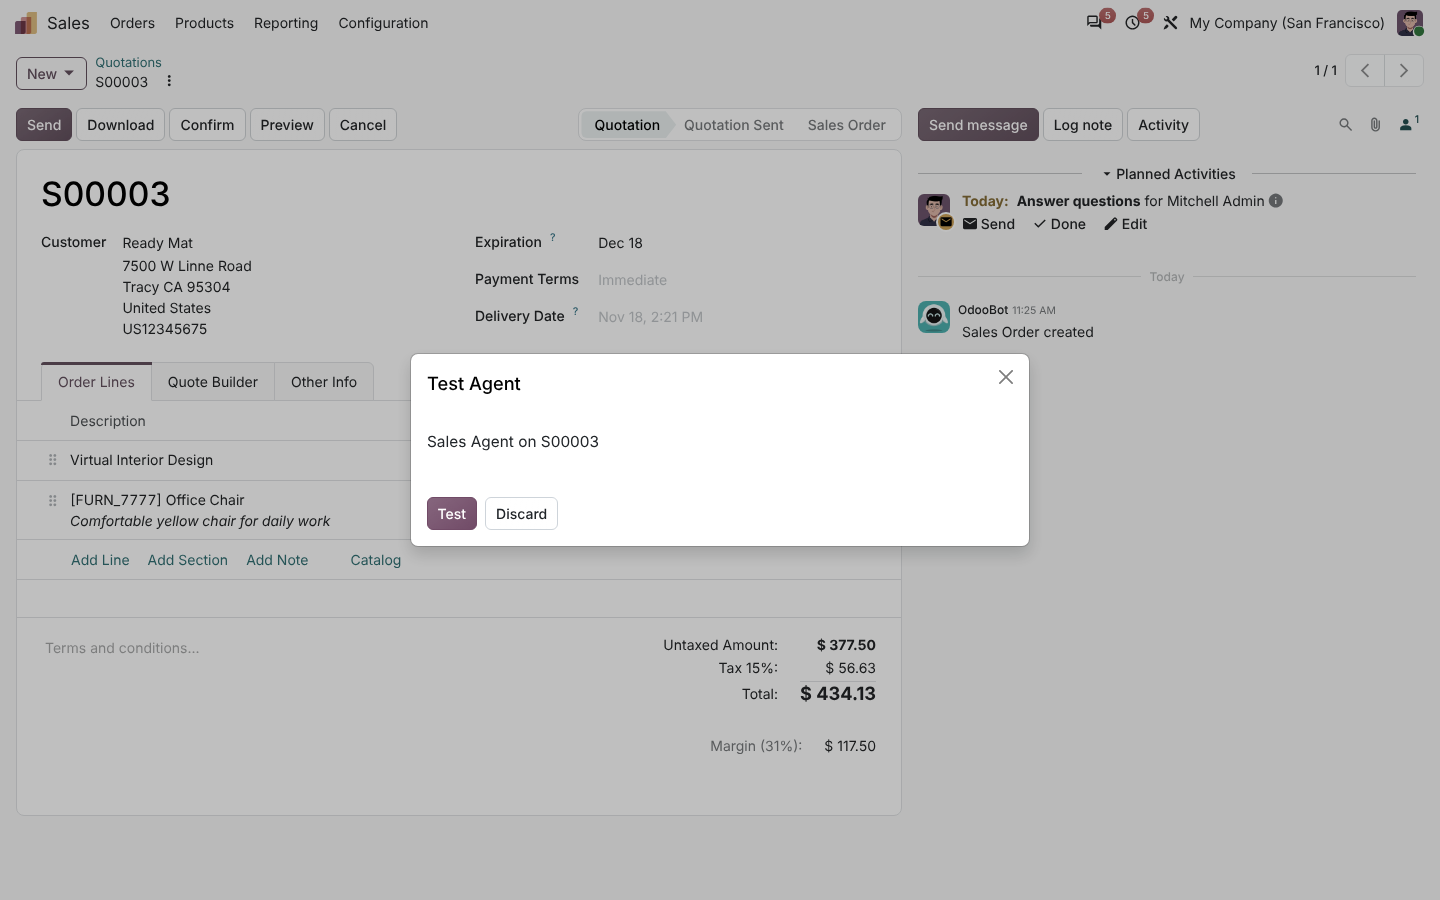 Sales
Orders
Products
Reporting
Configuration
5
5
My Company (San Francisco)
New
Quotations
S00003
1 / 1
Send
Download
Confirm
Preview
Cancel
Quotation
Quotation Sent
Sales Order
Send message
Log note
Activity
1
S00003
Customer
Ready Mat
7500 W Linne Road
Tracy CA 95304
United States
US12345675
Expiration ?
Dec 18
Payment Terms
Immediate
Delivery Date ?
Nov 18, 2:21 PM
Planned Activities
Today: Answer questions for Mitchell Admin
Send
Done
Edit
Today
OdooBot 11:25 AM
Sales Order created
Order Lines
Quote Builder
Other Info
Description
Virtual Interior Design
[FURN_7777] Office Chair
Comfortable yellow chair for daily work
Add Line
Add Section
Add Note
Catalog
Test Agent
Sales Agent on S00003
Test
Discard
Terms and conditions...
Untaxed Amount: $ 377.50
Tax 15%: $ 56.63
Total: $ 434.13
Margin (31%): $ 117.50